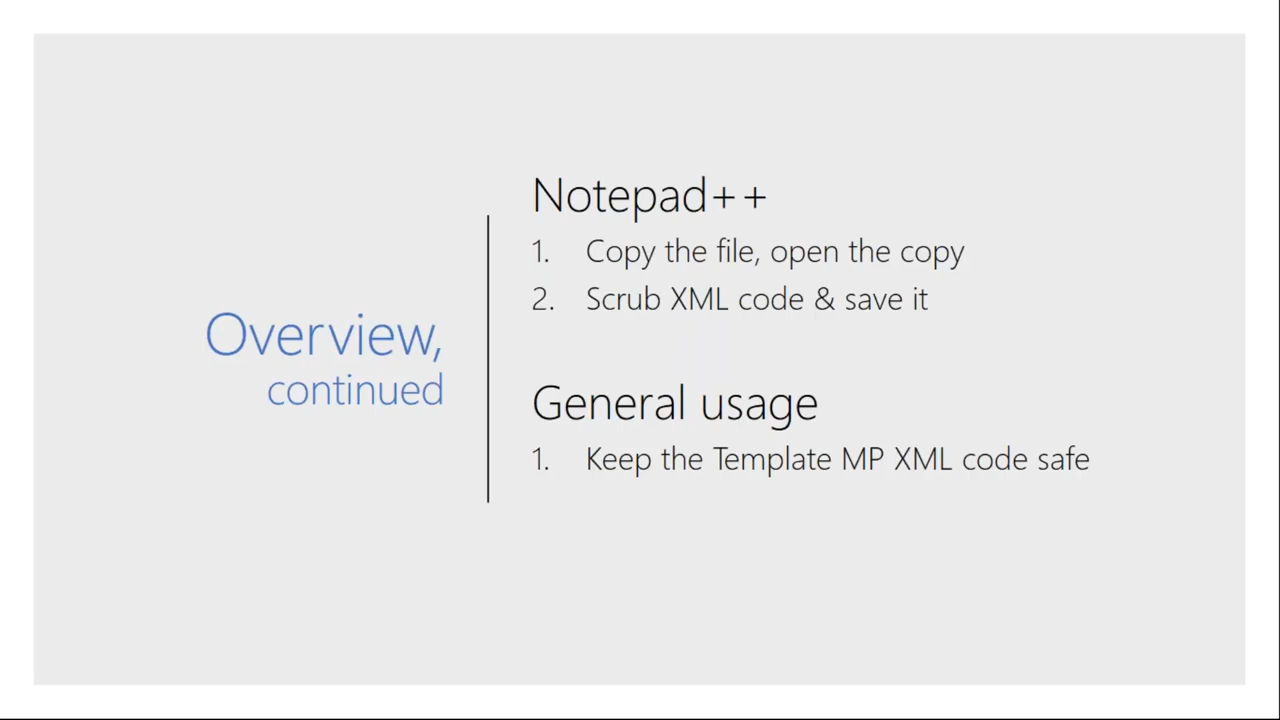 Overview,
continued
Notepad++
1. Copy the file, open the copy
2. Scrub XML code & save it
General usage
1. Keep the Template MP XML code safe